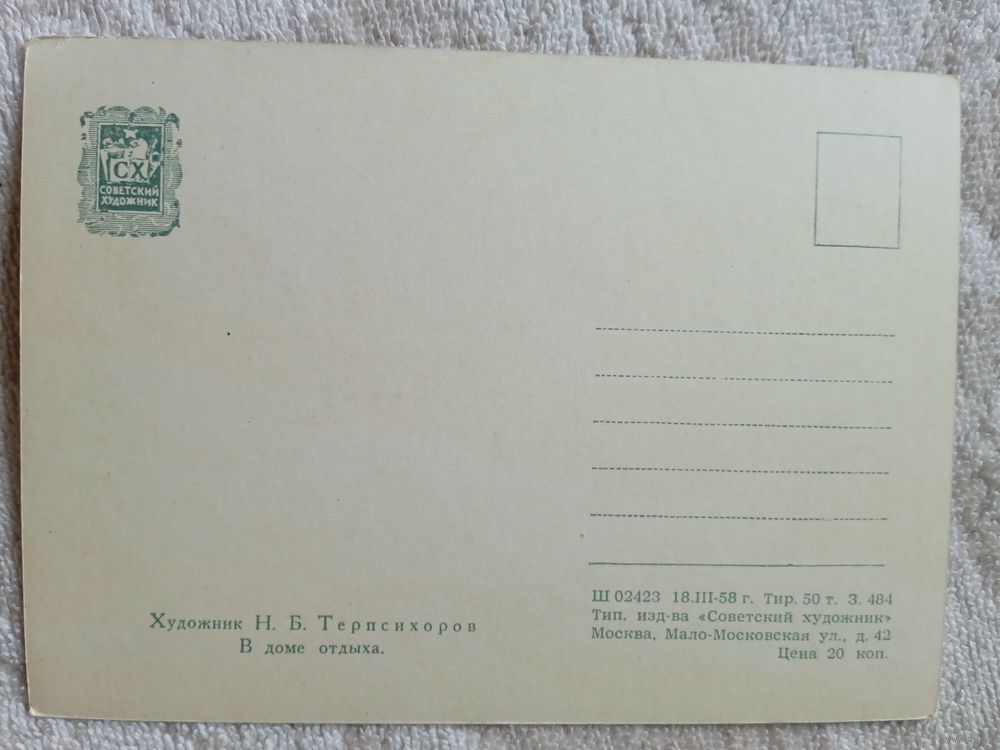 СХ
СОВЕТСКИЙ
ХУДОЖНИК
Художник Н. Б. Терпсихоров
В доме отдыха.
Ш 02423 18.III-58 г. Тир. 50 т. З. 484
Тип. изд-ва «Советский художник»
Москва, Мало-Московская ул., д. 42
Цена 20 коп.